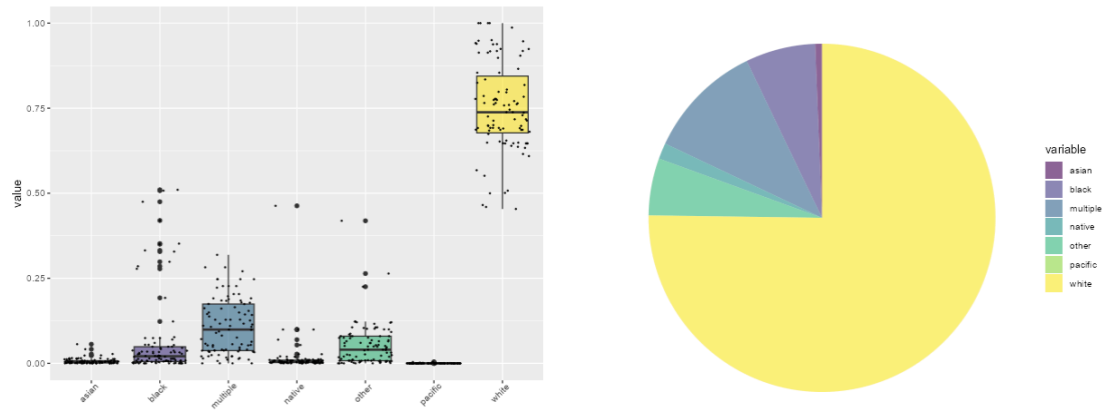 1.00
0.75
value
0.50
0.25
0.00
asian
black
multiple
native
other
pacific
white
variable
asian
black
multiple
native
other
pacific
white